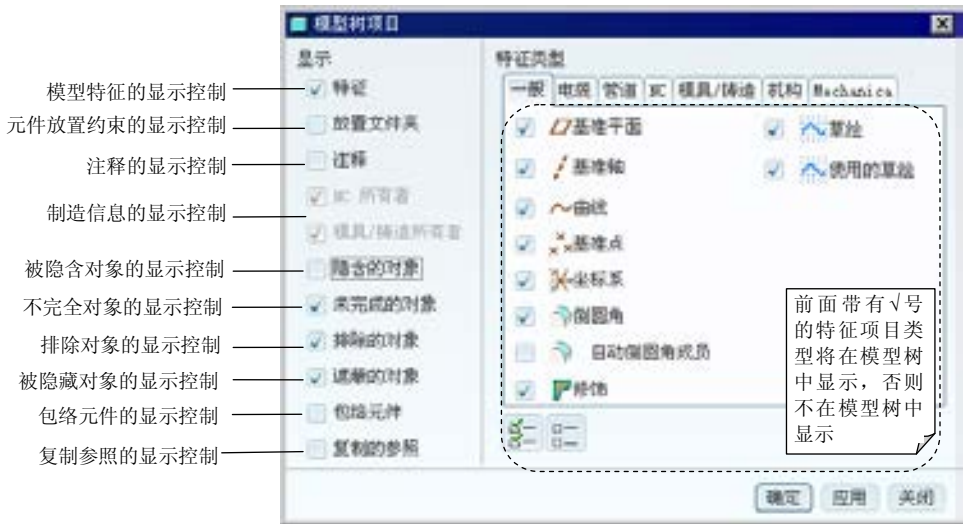 模型树项目
显示
特征类型
模型特征的显示控制
特征
元件放置约束的显示控制
放置文件夹
注释的显示控制
注释
制造信息的显示控制
NC 所有者
模具/铸造所有者
被隐含对象的显示控制
隐含的对象
不完全对象的显示控制
未完成的对象
排除对象的显示控制
排除的对象
被隐藏对象的显示控制
遮蔽的对象
包络元件的显示控制
包络元件
复制参照的显示控制
复制的参照
一般 电缆 管道 NC 模具/铸造 机构 Mechanica
基准平面
草绘
基准轴
使用的草绘
曲线
基准点
坐标系
倒圆角
自动倒圆角成员
修饰
前面带有√号
的特征项目类
型将在模型树
中显示，否则
不在模型树中
显示
确定 应用 关闭